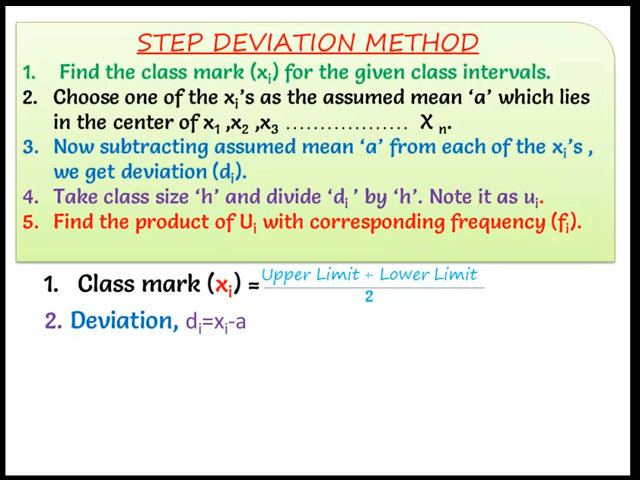 STEP DEVIATION METHOD
1. Find the class mark (xᵢ) for the given class intervals.
2. Choose one of the xᵢ's as the assumed mean 'a' which lies
in the center of x₁ ,x₂ ,x₃ .................. X ₙ.
3. Now subtracting assumed mean 'a' from each of the xᵢ's ,
we get deviation (dᵢ).
4. Take class size 'h' and divide 'dᵢ ' by 'h'. Note it as uᵢ.
5. Find the product of Uᵢ with corresponding frequency (fᵢ).
1. Class mark (xᵢ) = Upper Limit + Lower Limit
2
2. Deviation, dᵢ=xᵢ-a